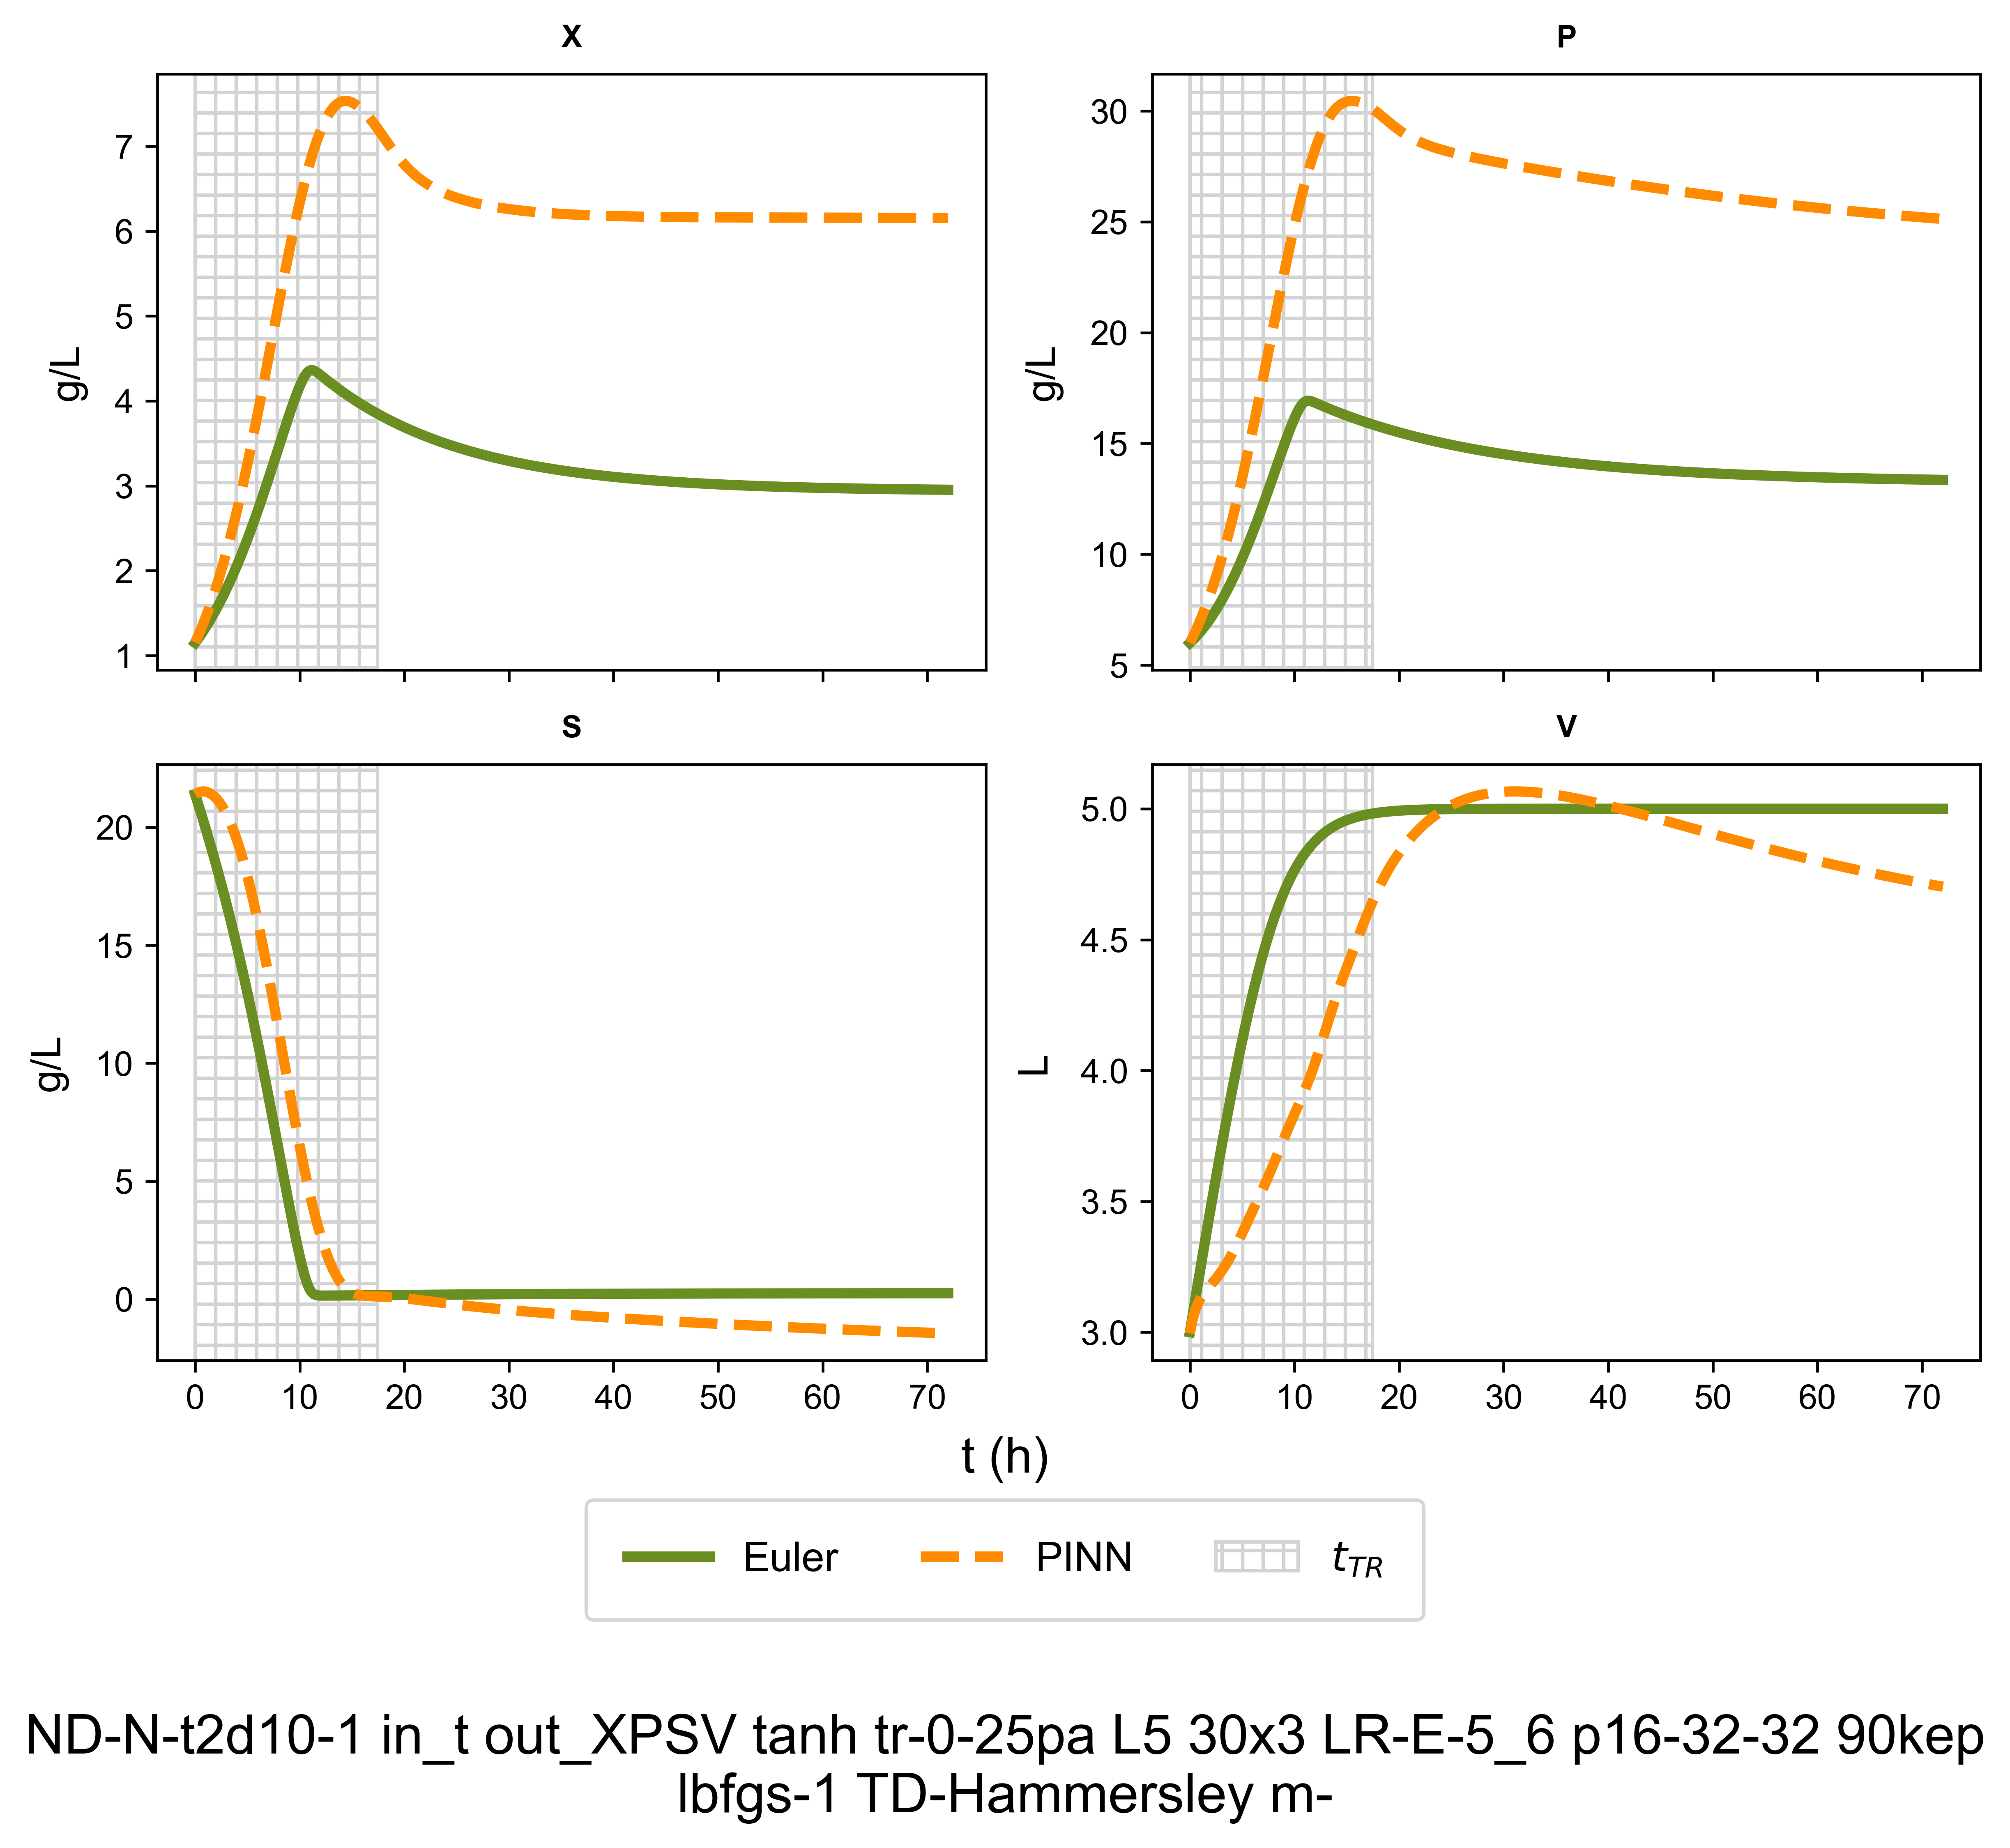 X
P
7
6
5
4
3
2
1
g/L
30
25
20
15
10
5
g/L
S
V
20
15
10
5
0
g/L
5.0
4.5
4.0
3.5
3.0
L
0 10 20 30 40 50 60 70
0 10 20 30 40 50 60 70
t (h)
Euler PINN t_TR
ND-N-t2d10-1 in_t out_XPSV tanh tr-0-25pa L5 30x3 LR-E-5_6 p16-32-32 90kep
lbfgs-1 TD-Hammersley m-